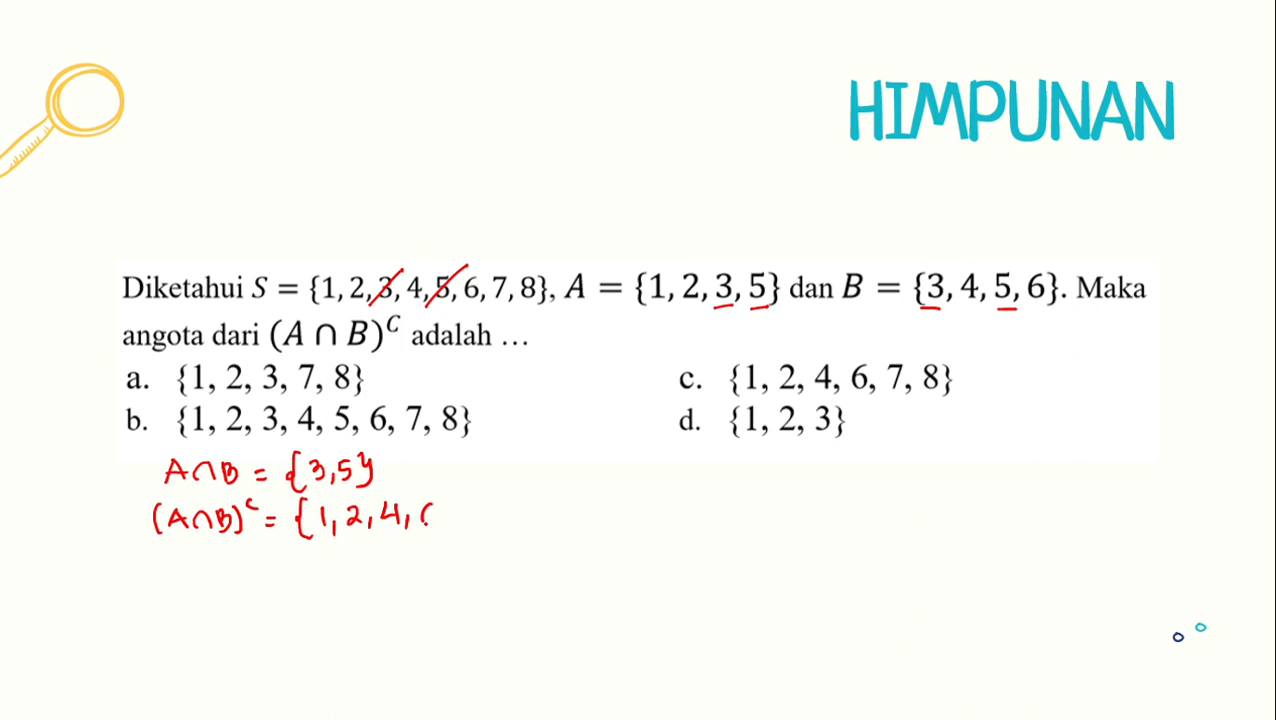 HIMPUNAN
Diketahui S = {1, 2, 3, 4, 5, 6, 7, 8}, A = {1, 2, 3, 5} dan B = {3, 4, 5, 6}. Maka
angota dari (A ∩ B)ᶜ adalah …
a. {1, 2, 3, 7, 8}
c. {1, 2, 4, 6, 7, 8}
b. {1, 2, 3, 4, 5, 6, 7, 8}
d. {1, 2, 3}
A∩B = {3,5}
(A∩B)ᶜ = {1, 2, 4,